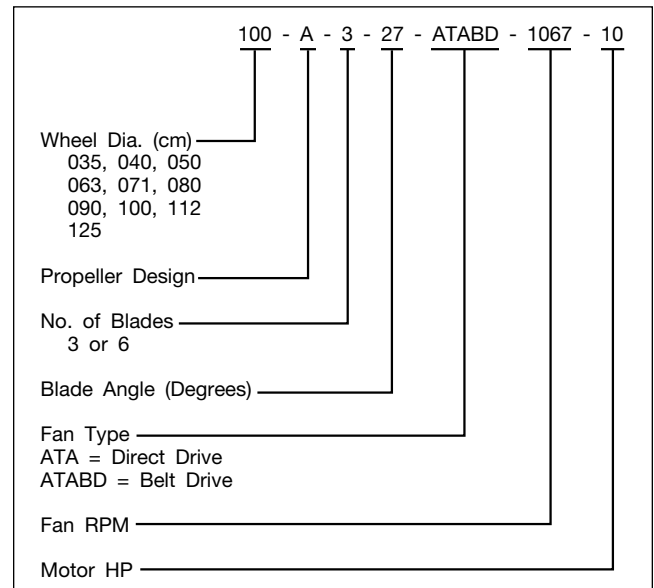 100 - A - 3 - 27 - ATABD - 1067 - 10
Wheel Dia. (cm)
035, 040, 050
063, 071, 080
090, 100, 112
125
Propeller Design
No. of Blades
3 or 6
Blade Angle (Degrees)
Fan Type
ATA = Direct Drive
ATABD = Belt Drive
Fan RPM
Motor HP